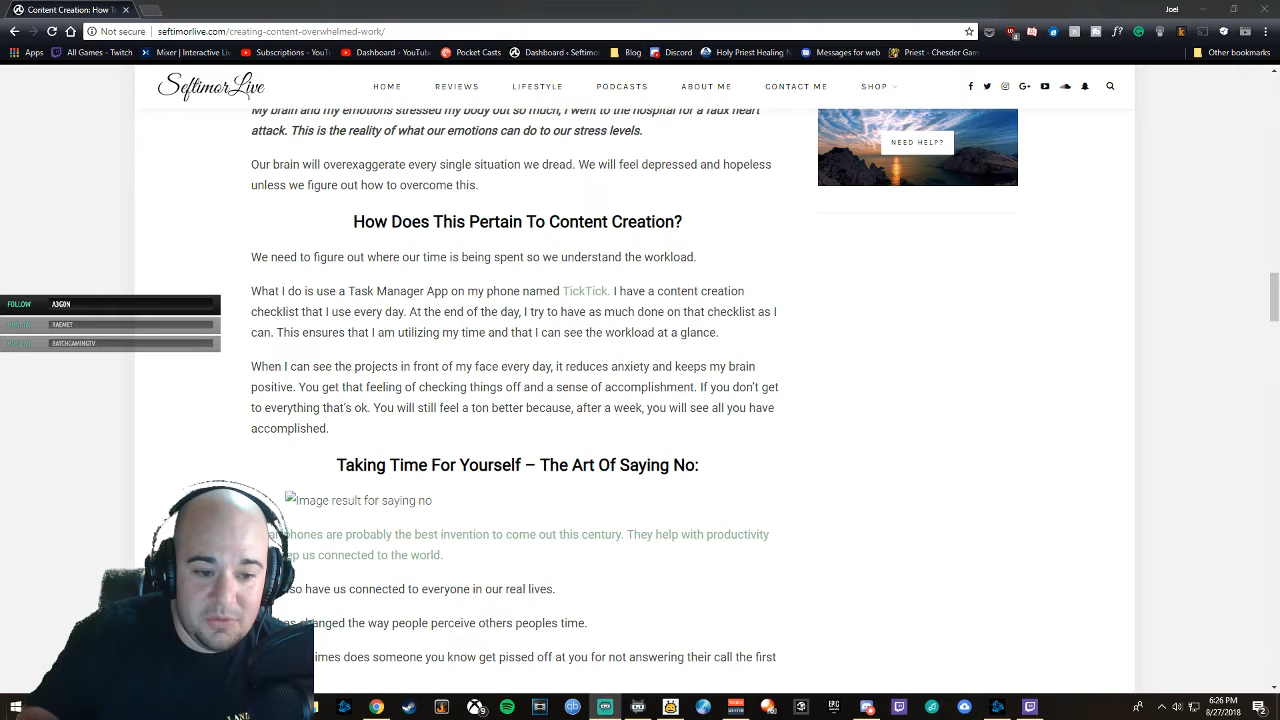 Content Creation: How To
Joel
Not secure | seftimorlive.com/creating-content-overwhelmed-work/
Apps
All Games - Twitch
Mixer | Interactive Li
Subscriptions - YouTu
Dashboard - YouTub
Pocket Casts
Dashboard ‹ Seftimo
Blog
Discord
Holy Priest Healing N
Messages for web
Priest - Chesder Gam
Other bookmarks
SeftimorLive
HOME
REVIEWS
LIFESTYLE
PODCASTS
ABOUT ME
CONTACT ME
SHOP
My brain and my emotions stressed my body out so much, I went to the hospital for a faux heart
attack. This is the reality of what our emotions can do to our stress levels.
NEED HELP?
Our brain will overexaggerate every single situation we dread. We will feel depressed and hopeless
unless we figure out how to overcome this.
How Does This Pertain To Content Creation?
We need to figure out where our time is being spent so we understand the workload.
What I do is use a Task Manager App on my phone named TickTick. I have a content creation
checklist that I use every day. At the end of the day, I try to have as much done on that checklist as I
can. This ensures that I am utilizing my time and that I can see the workload at a glance.
FOLLOW A3G0N
RAEMET
BATCHGAMINGTV
When I can see the projects in front of my face every day, it reduces anxiety and keeps my brain
positive. You get that feeling of checking things off and a sense of accomplishment. If you don't get
to everything that's ok. You will still feel a ton better because, after a week, you will see all you have
accomplished.
Taking Time For Yourself – The Art Of Saying No:
Image result for saying no
phones are probably the best invention to come out this century. They help with productivity
us connected to the world.
so have us connected to everyone in our real lives.
changed the way people perceive others peoples time.
times does someone you know get pissed off at you for not answering their call the first
6:26 PM
8/27/2018